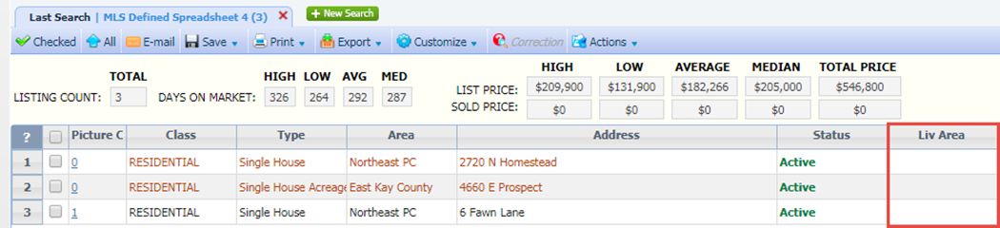 Last Search | MLS Defined Spreadsheet 4 (3) New Search
Checked All E-mail Save Print Export Customize Correction Actions
TOTAL HIGH LOW AVG MED HIGH LOW AVERAGE MEDIAN TOTAL PRICE
LISTING COUNT: 3 DAYS ON MARKET: 326 264 292 287 LIST PRICE: $209,900 $131,900 $182,266 $205,000 $546,800
SOLD PRICE: $0 $0 $0 $0 $0
? Picture C Class Type Area Address Status Liv Area
1 0 RESIDENTIAL Single House Northeast PC 2720 N Homestead Active
2 0 RESIDENTIAL Single House Acreage East Kay County 4660 E Prospect Active
3 1 RESIDENTIAL Single House Northeast PC 6 Fawn Lane Active